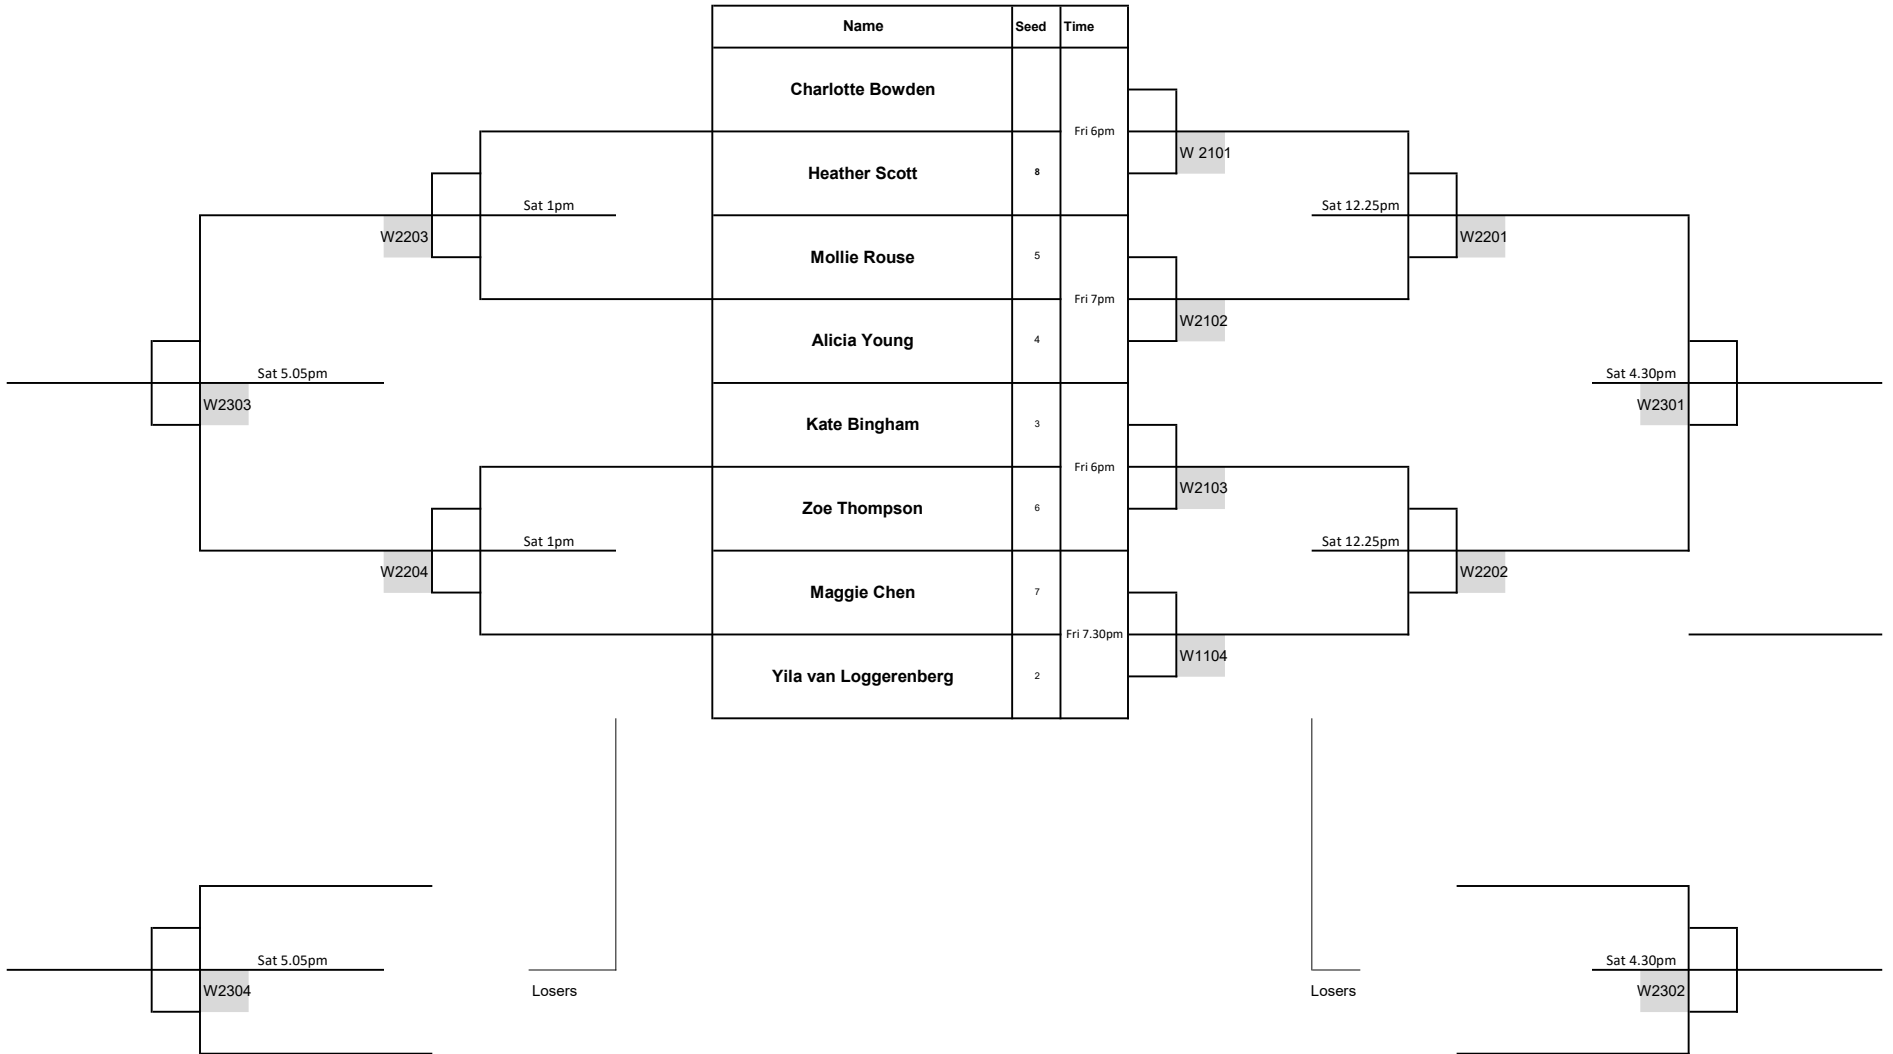 Name Seed Time
Charlotte Bowden
Fri 6pm
W 2101
Heather Scott 8
Sat 1pm
Sat 12.25pm
W2203
W2201
Mollie Rouse 5
Fri 7pm
W2102
Alicia Young 4
Sat 5.05pm
Sat 4.30pm
W2303
W2301
Kate Bingham 3
Fri 6pm
W2103
Zoe Thompson 6
Sat 1pm
Sat 12.25pm
W2204
W2202
Maggie Chen 7
Fri 7.30pm
W1104
Yila van Loggerenberg 2
Sat 5.05pm
Sat 4.30pm
W2304
Losers
Losers
W2302